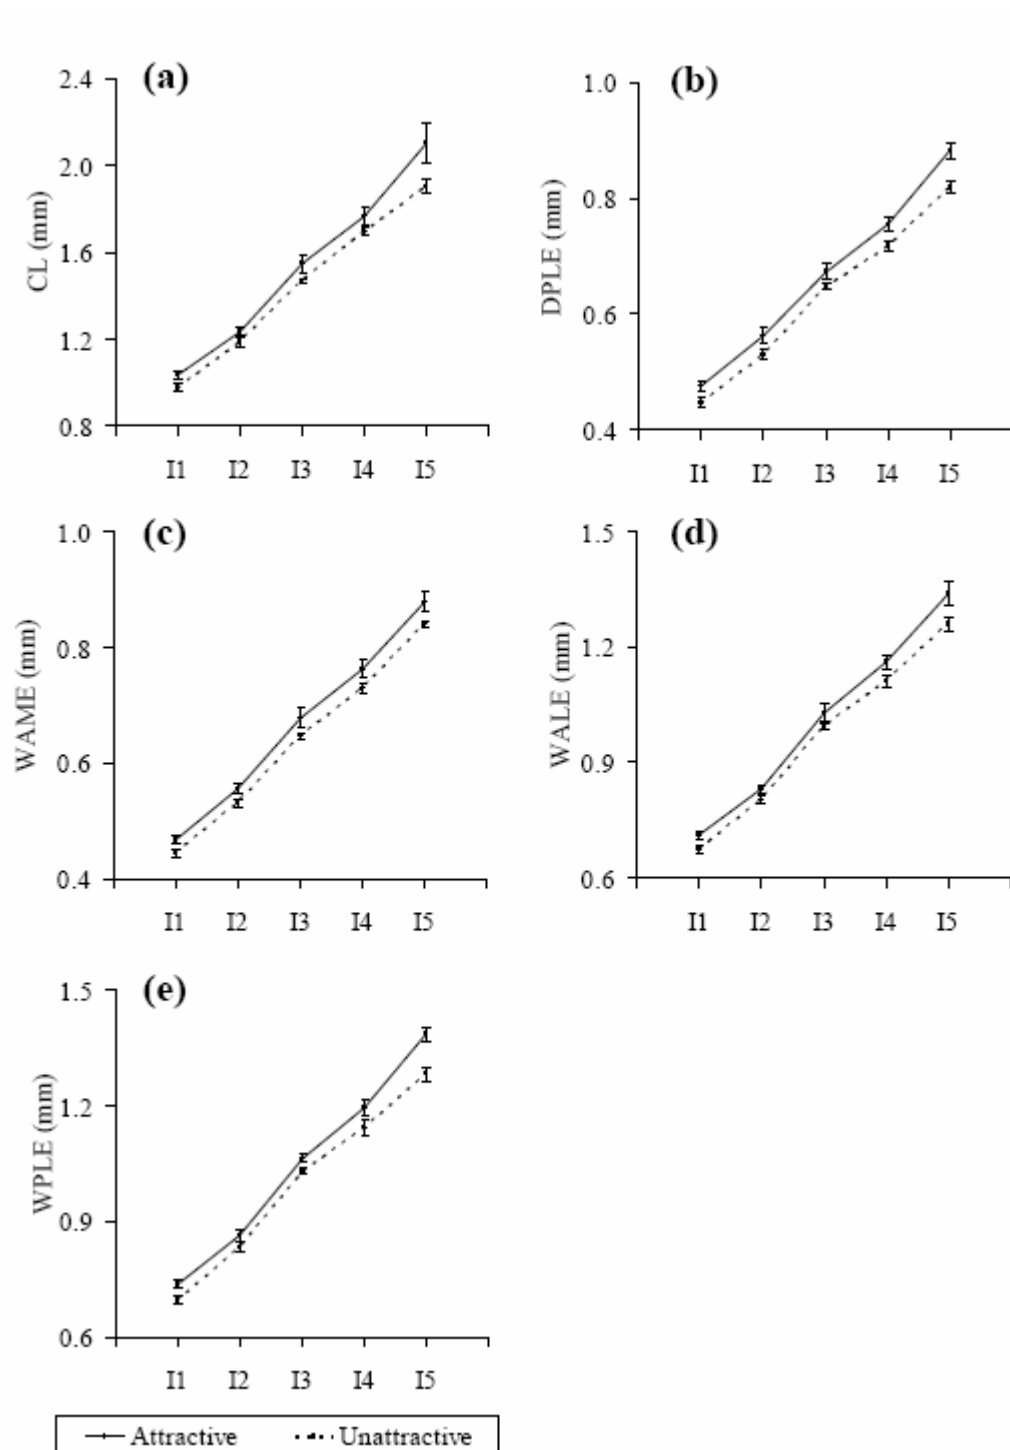 (a)
CL (mm)
2.4
2.0
1.6
1.2
0.8
I1 I2 I3 I4 I5
(b)
DPLE (mm)
1.0
0.8
0.6
0.4
I1 I2 I3 I4 I5
(c)
WAME (mm)
1.0
0.8
0.6
0.4
I1 I2 I3 I4 I5
(d)
WALE (mm)
1.5
1.2
0.9
0.6
I1 I2 I3 I4 I5
(e)
WPLE (mm)
1.5
1.2
0.9
0.6
I1 I2 I3 I4 I5
Attractive Unattractive